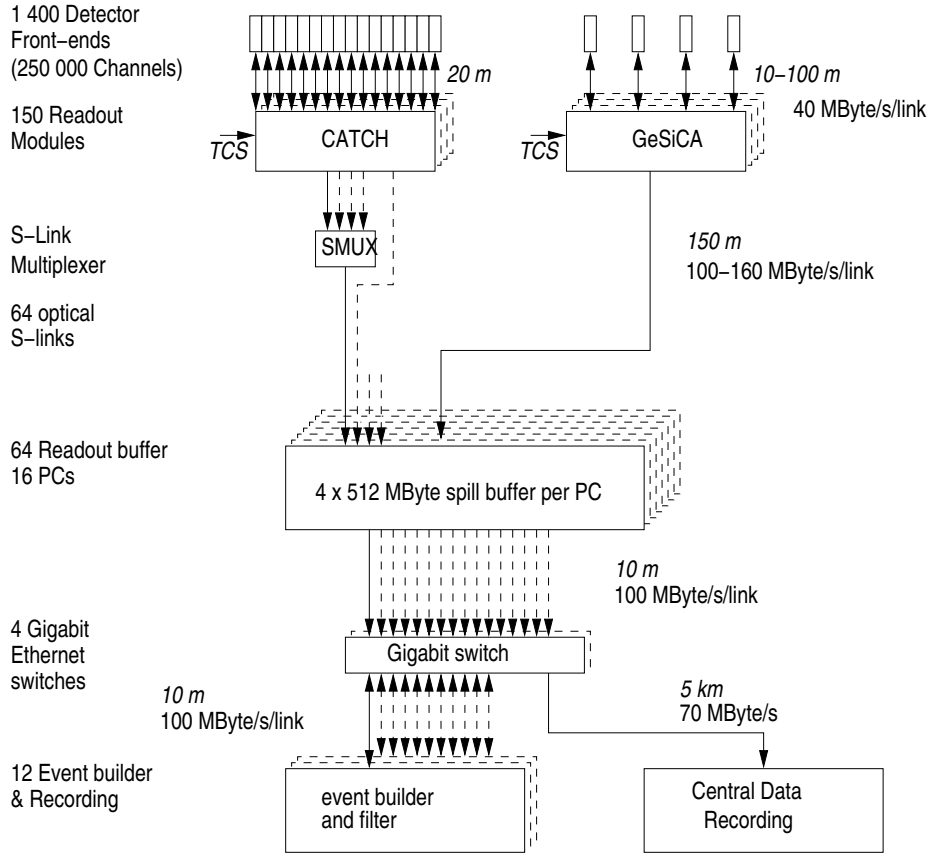 1 400 Detector
Front−ends
(250 000 Channels)
20 m
10−100 m
40 MByte/s/link
150 Readout
Modules
TCS
CATCH
TCS
GeSiCA
S−Link
Multiplexer
SMUX
150 m
100−160 MByte/s/link
64 optical
S−links
64 Readout buffer
16 PCs
4 x 512 MByte spill buffer per PC
10 m
100 MByte/s/link
4 Gigabit
Ethernet
switches
Gigabit switch
10 m
100 MByte/s/link
5 km
70 MByte/s
12 Event builder
& Recording
event builder
and filter
Central Data
Recording